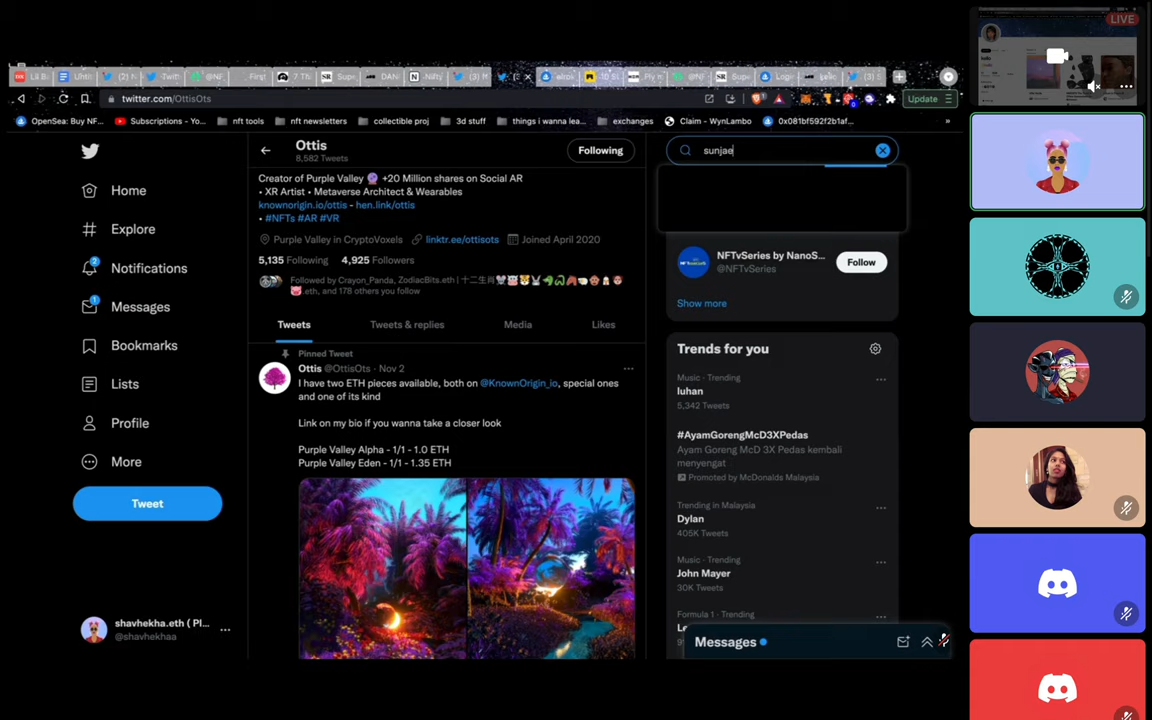 LIVE
Update
twitter.com/OttisOts
OpenSea: Buy NF...
Subscriptions - Yo...
nft tools
nft newsletters
collectible proj
3d stuff
things i wanna lea...
exchanges
Claim - WynLambo
0x081bf592f2b1af...
»
Home
Explore
2
Notifications
1
Messages
Bookmarks
Lists
Profile
More
Tweet
shavhekha.eth ( Pl...
@shavhekhaa
Ottis
8,582 Tweets
Following
Creator of Purple Valley 🔮 +20 Million shares on Social AR
• XR Artist • Metaverse Architect & Wearables
knownorigin.io/ottis - hen.link/ottis
• #NFTs #AR #VR
Purple Valley in CryptoVoxels linktr.ee/ottisots Joined April 2020
5,135 Following 4,925 Followers
Followed by Crayon_Panda, ZodiacBits.eth | 十二生肖
eth, and 178 others you follow
Tweets Tweets & replies Media Likes
Pinned Tweet
Ottis @OttisOts · Nov 2
I have two ETH pieces available, both on @KnownOrigin_io, special ones
and one of its kind
Link on my bio if you wanna take a closer look
Purple Valley Alpha - 1/1 - 1.0 ETH
Purple Valley Eden - 1/1 - 1.35 ETH
sunjae
NFTvSeries by NanoS...
@NFTvSeries
Follow
Show more
Trends for you
Music · Trending
luhan
5,342 Tweets
#AyamGorengMcD3XPedas
Ayam Goreng McD 3X Pedas kembali
menyengat
Promoted by McDonalds Malaysia
Trending in Malaysia
Dylan
405K Tweets
Music · Trending
John Mayer
30K Tweets
Formula 1 · Trending
Messages